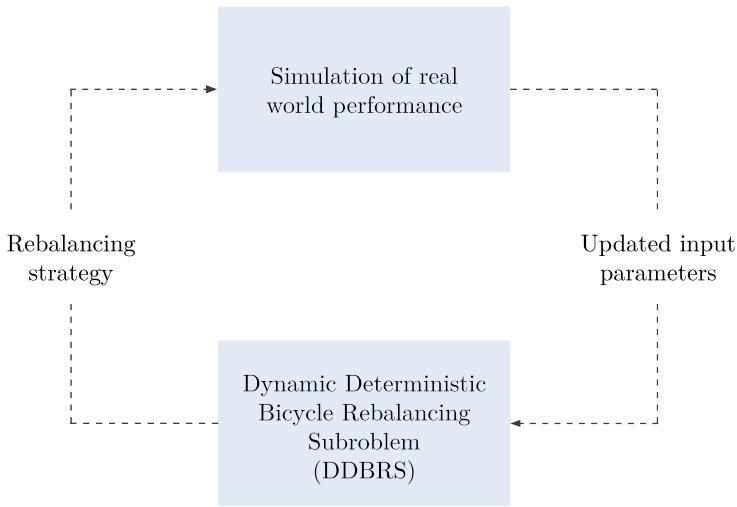 Simulation of real
world performance
Rebalancing
strategy
Updated input
parameters
Dynamic Deterministic
Bicycle Rebalancing
Subroblem
(DDBRS)